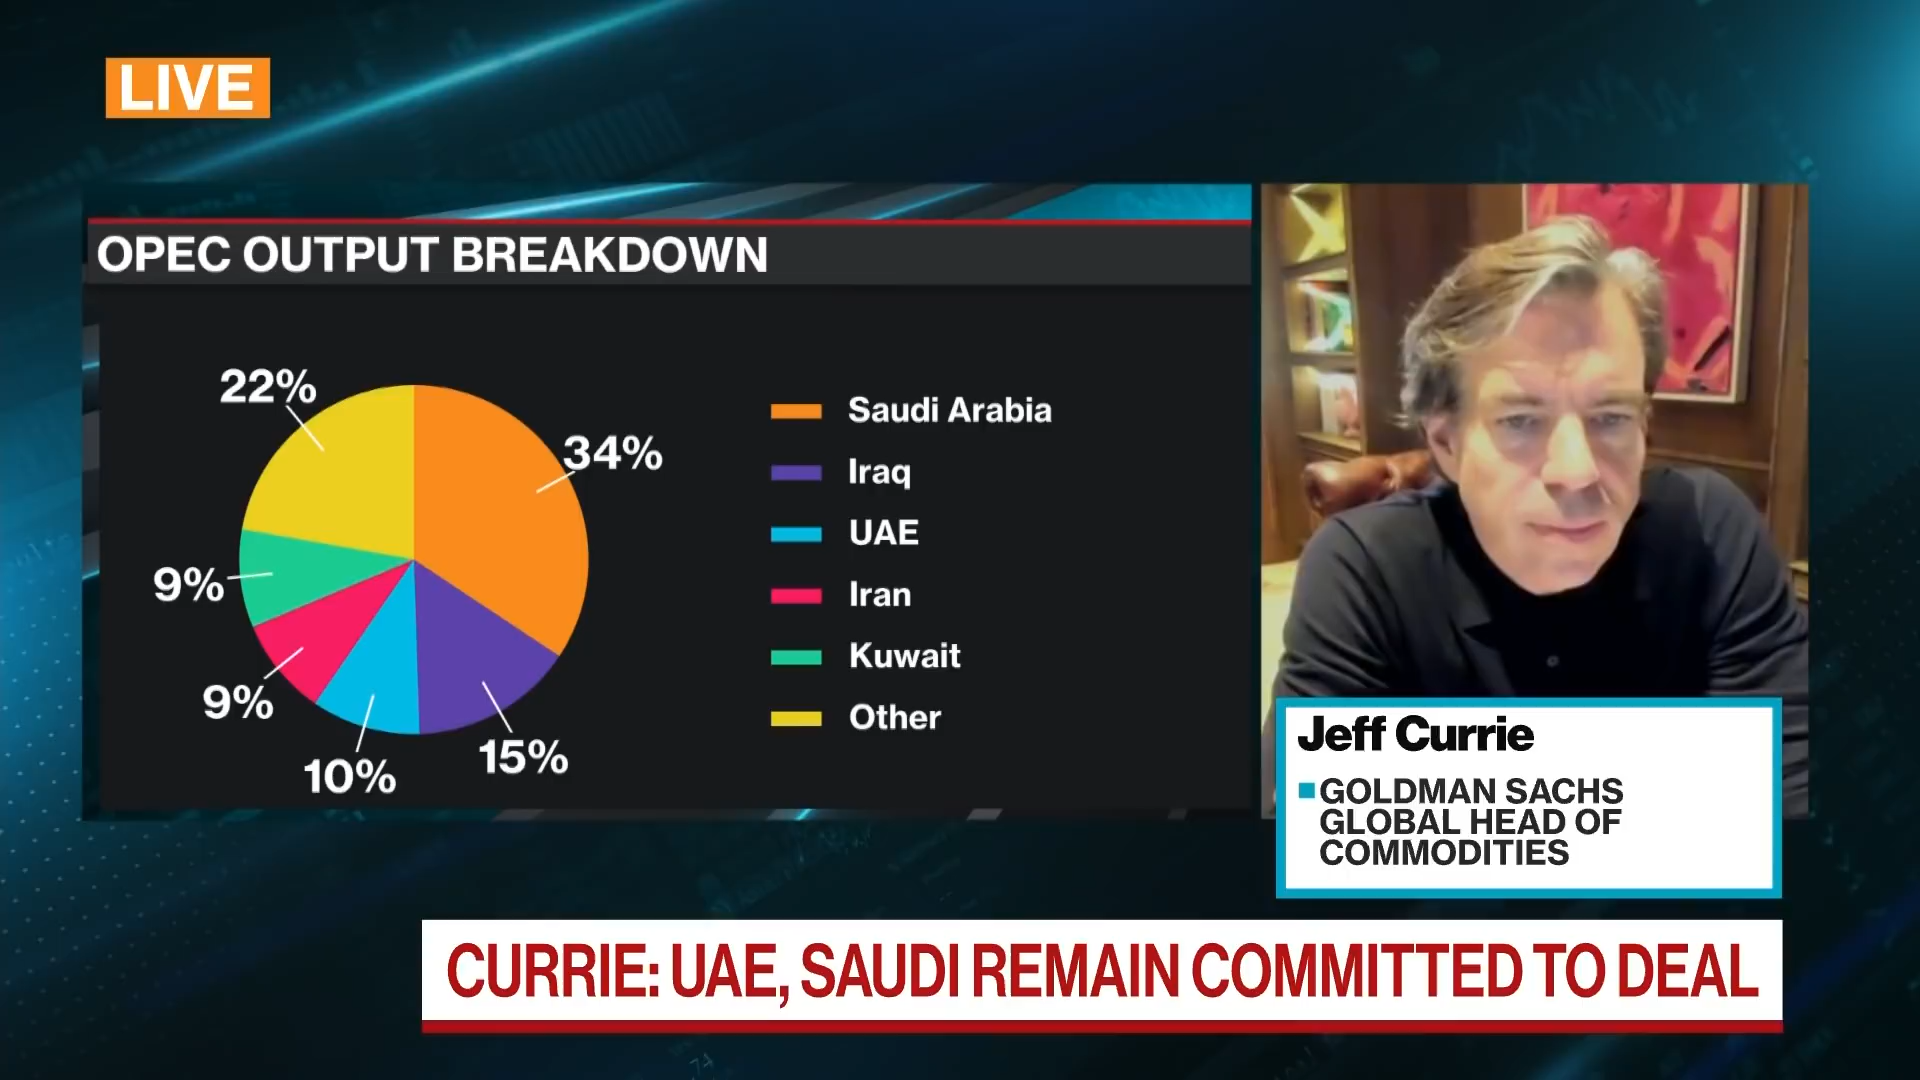 LIVE
OPEC OUTPUT BREAKDOWN
22%
34%
9%
9%
10%
15%
Saudi Arabia
Iraq
UAE
Iran
Kuwait
Other
Jeff Currie
GOLDMAN SACHS
GLOBAL HEAD OF
COMMODITIES
CURRIE: UAE, SAUDI REMAIN COMMITTED TO DEAL